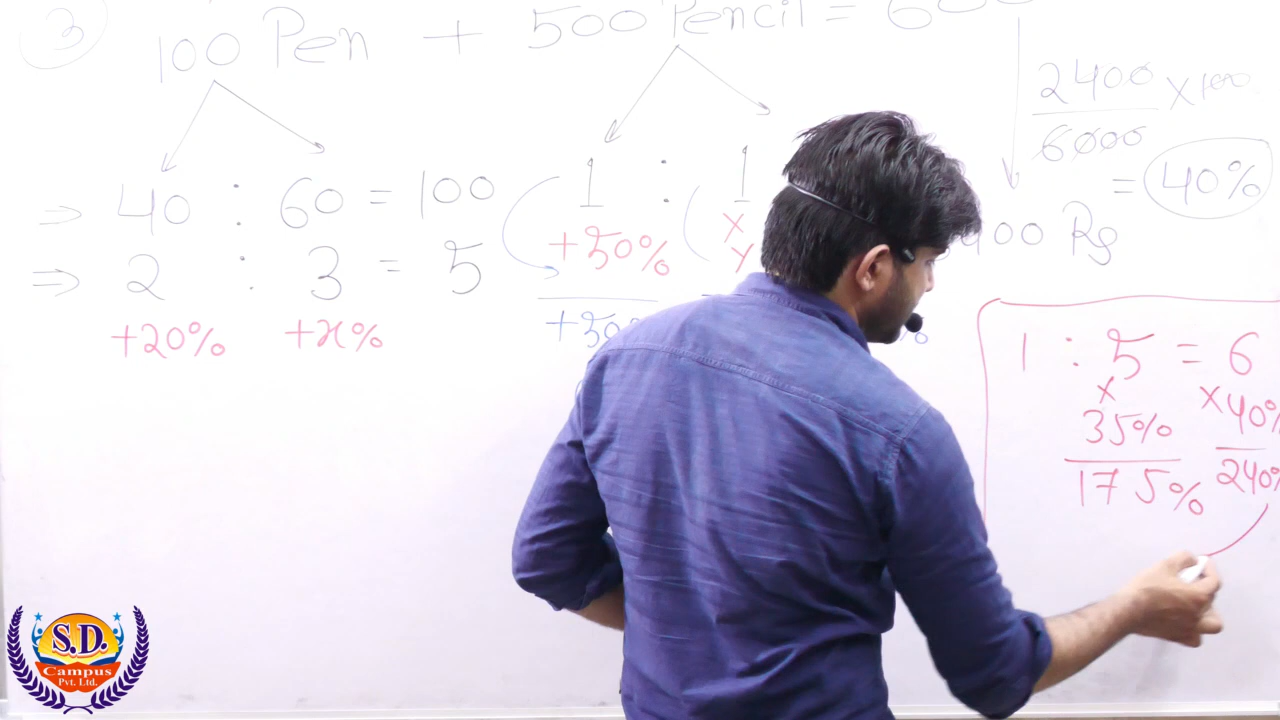 3
100 Pen + 500 Pencil =
2400 × 100
6000
= 40%
⇒ 40 : 60 = 100
1 : 1
+50%
x
y
400 Rs
⇒ 2 : 3 = 5
+20% +x%
%
1 : 5 = 6
× 35% × 40%
175% 240%
S.D.
Campus
Pvt. Ltd.